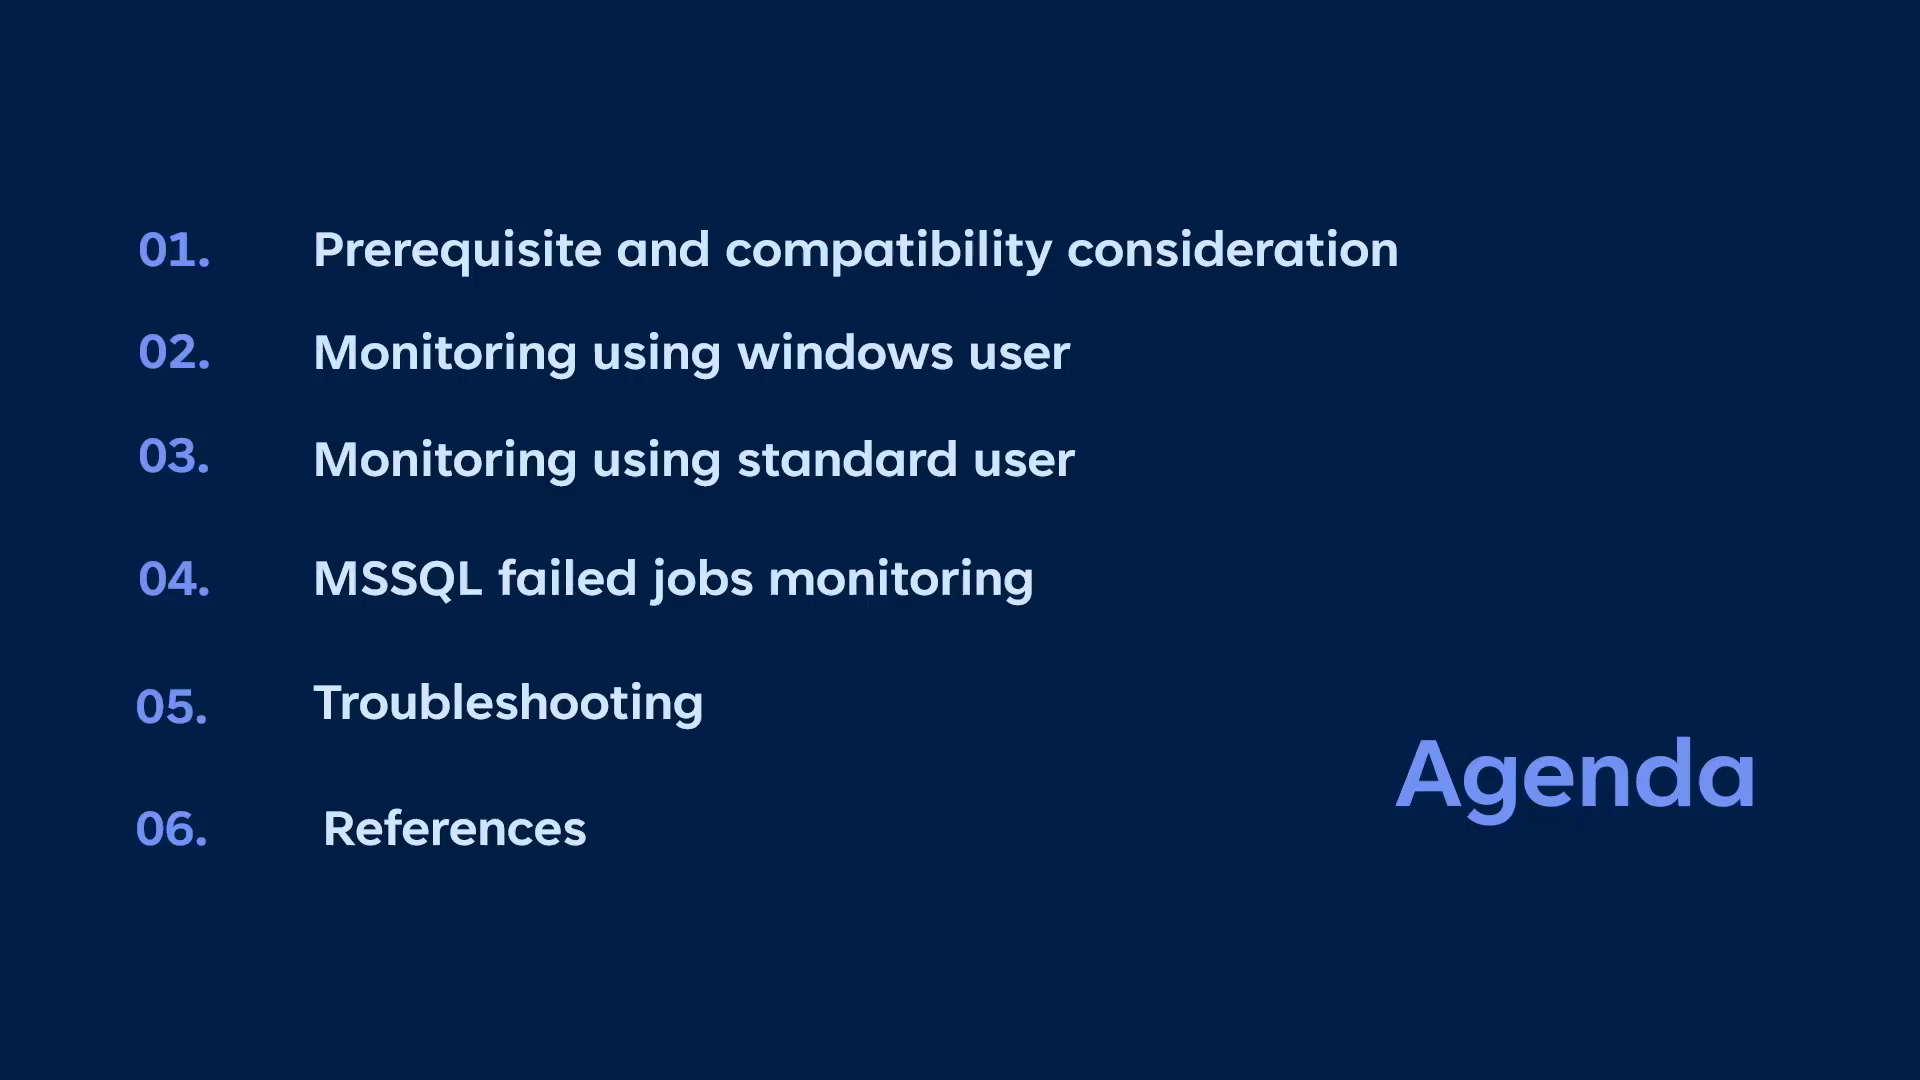 01. Prerequisite and compatibility consideration
02. Monitoring using windows user
03. Monitoring using standard user
04. MSSQL failed jobs monitoring
05. Troubleshooting
06. References
Agenda